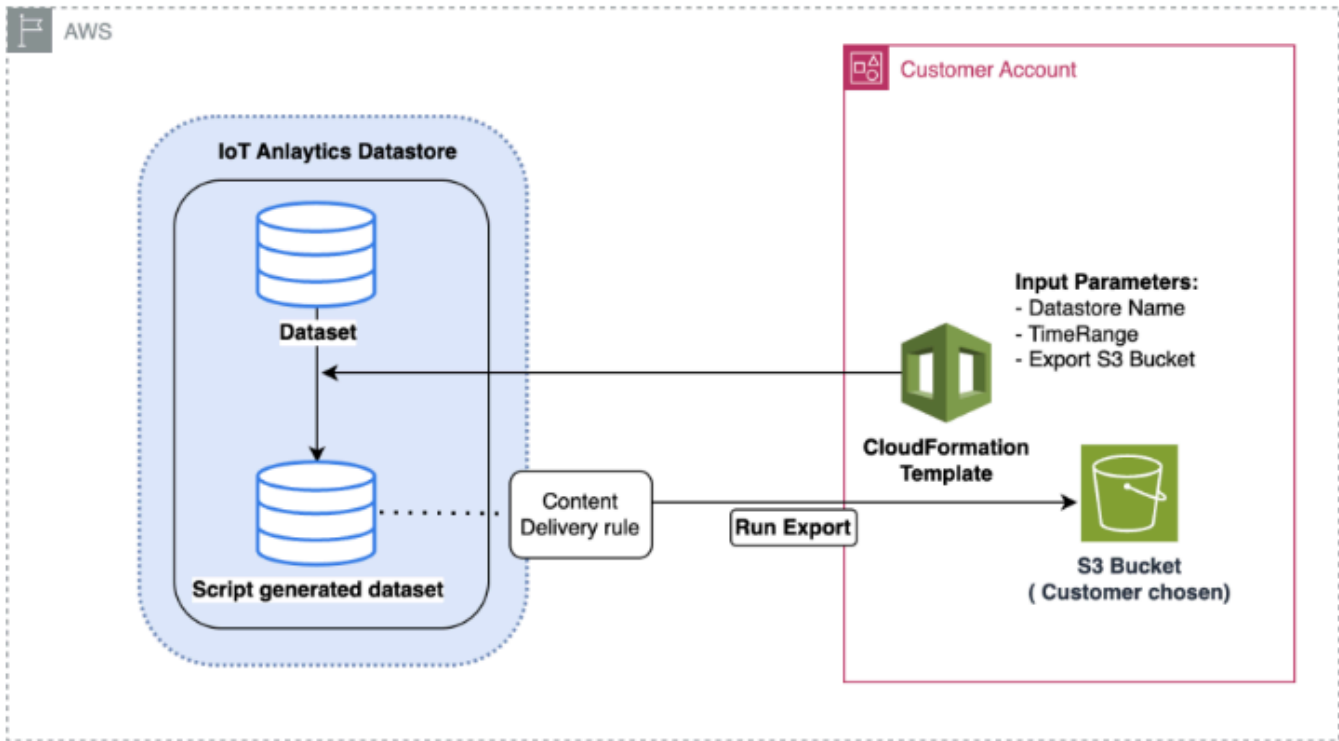 AWS
Customer Account
IoT Anlaytics Datastore
Dataset
Input Parameters:
- Datastore Name
- TimeRange
- Export S3 Bucket
CloudFormation
Template
Content
Delivery rule
Run Export
Script generated dataset
S3 Bucket
( Customer chosen)